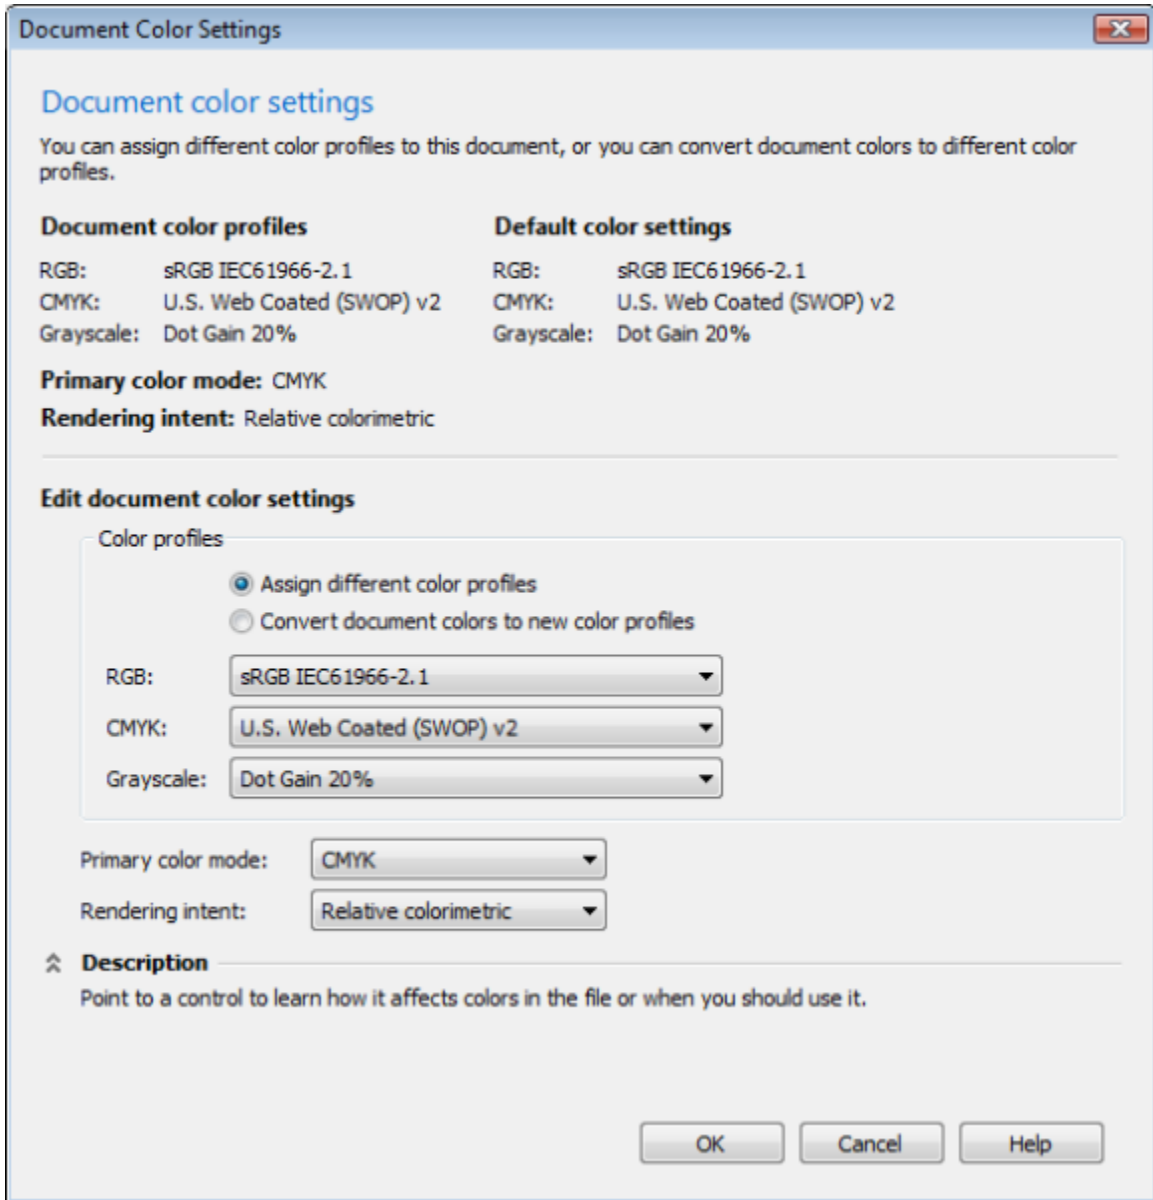 Document Color Settings
Document color settings
You can assign different color profiles to this document, or you can convert document colors to different color
profiles.
Document color profiles
RGB: sRGB IEC61966-2.1
CMYK: U.S. Web Coated (SWOP) v2
Grayscale: Dot Gain 20%
Default color settings
RGB: sRGB IEC61966-2.1
CMYK: U.S. Web Coated (SWOP) v2
Grayscale: Dot Gain 20%
Primary color mode: CMYK
Rendering intent: Relative colorimetric
Edit document color settings
Color profiles
Assign different color profiles
Convert document colors to new color profiles
RGB: sRGB IEC61966-2.1
CMYK: U.S. Web Coated (SWOP) v2
Grayscale: Dot Gain 20%
Primary color mode: CMYK
Rendering intent: Relative colorimetric
Description
Point to a control to learn how it affects colors in the file or when you should use it.
OK Cancel Help